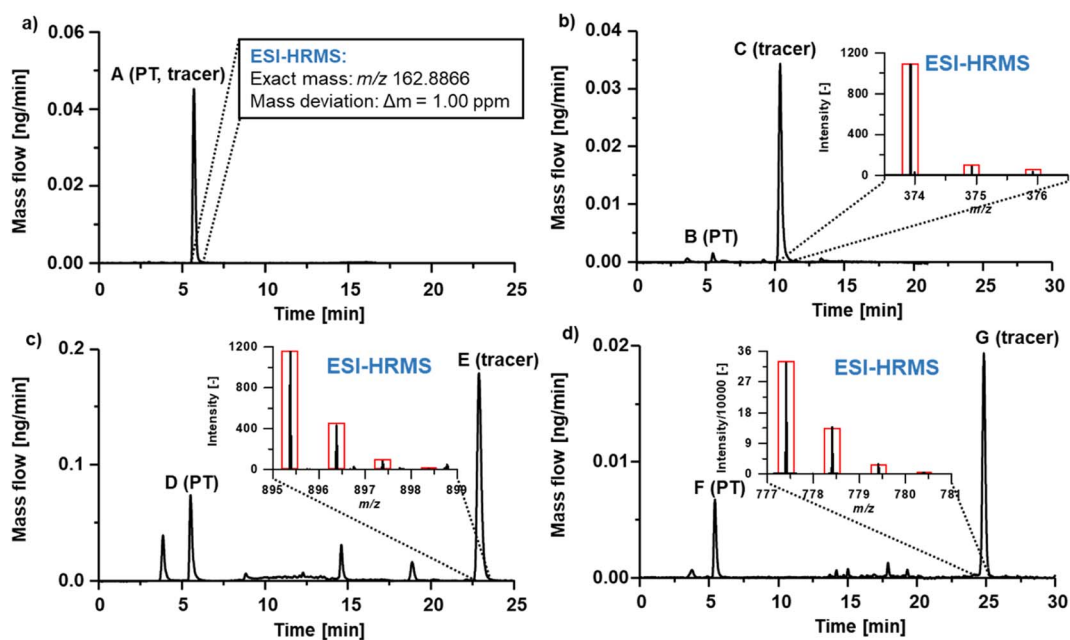 a)
0.06
0.04
0.02
0.00
Mass flow [ng/min]
A (PT, tracer)
ESI-HRMS:
Exact mass: m/z 162.8866
Mass deviation: Δm = 1.00 ppm
0 5 10 15 20 25
Time [min]
b)
0.04
0.03
0.02
0.01
0.00
Mass flow [ng/min]
B (PT)
C (tracer)
ESI-HRMS
1200
800
400
0
Intensity [-]
374 375 376
m/z
0 5 10 15 20 25 30
Time [min]
c)
0.2
0.1
0.0
Mass flow [ng/min]
D (PT)
E (tracer)
ESI-HRMS
1200
800
400
0
Intensity [-]
895 896 897 898 899
m/z
0 5 10 15 20 25
Time [min]
d)
0.02
0.01
0.00
Mass flow [ng/min]
F (PT)
G (tracer)
ESI-HRMS
36
27
18
9
0
Intensity/10000 [-]
777 778 779 780 781
m/z
0 5 10 15 20 25 30
Time [min]